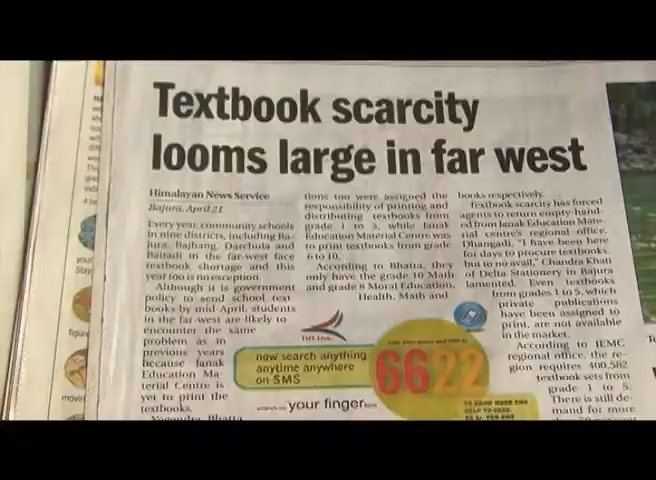 Textbook scarcity
looms large in far west
Himalayan News Service
Bajura, April 21
Every year, community schools
in nine districts, including Ba-
jura, Bajhang, Darchula and
Baitadi in the far-west face
textbook shortage and this
year too is no exception.
Although it is government
policy to send school text
books by mid-April, students
in the far-west are likely to
encounter the same
problem as in
previous years
because Janak
Education Ma-
terial Centre is
yet to print the
textbooks.
tions too were assigned the
responsibility of printing and
distributing textbooks from
grade 1 to 5, while Janak
Education Material Centre was
to print textbooks from grade
6 to 10.
According to Bhatta, they
only have the grade 10 Math
and grade 8 Moral Education,
Health, Math and
books respectively.
Textbook scarcity has forced
agents to return empty-hand-
ed from Janak Education Mate-
rial centre's regional office,
Dhangadi. "I have been here
for days to procure textbooks,
but to no avail," Chandra Khati
of Delta Stationery in Bajura
lamented. Even textbooks
from grades 1 to 5, which
private publications
have been assigned to
print, are not available
in the market.
According to JEMC
regional office, the re-
gion requires 400,582
textbook sets from
grade 1 to 5.
There is still de-
mand for more
now search anything
anytime anywhere
on SMS
6622
your finger